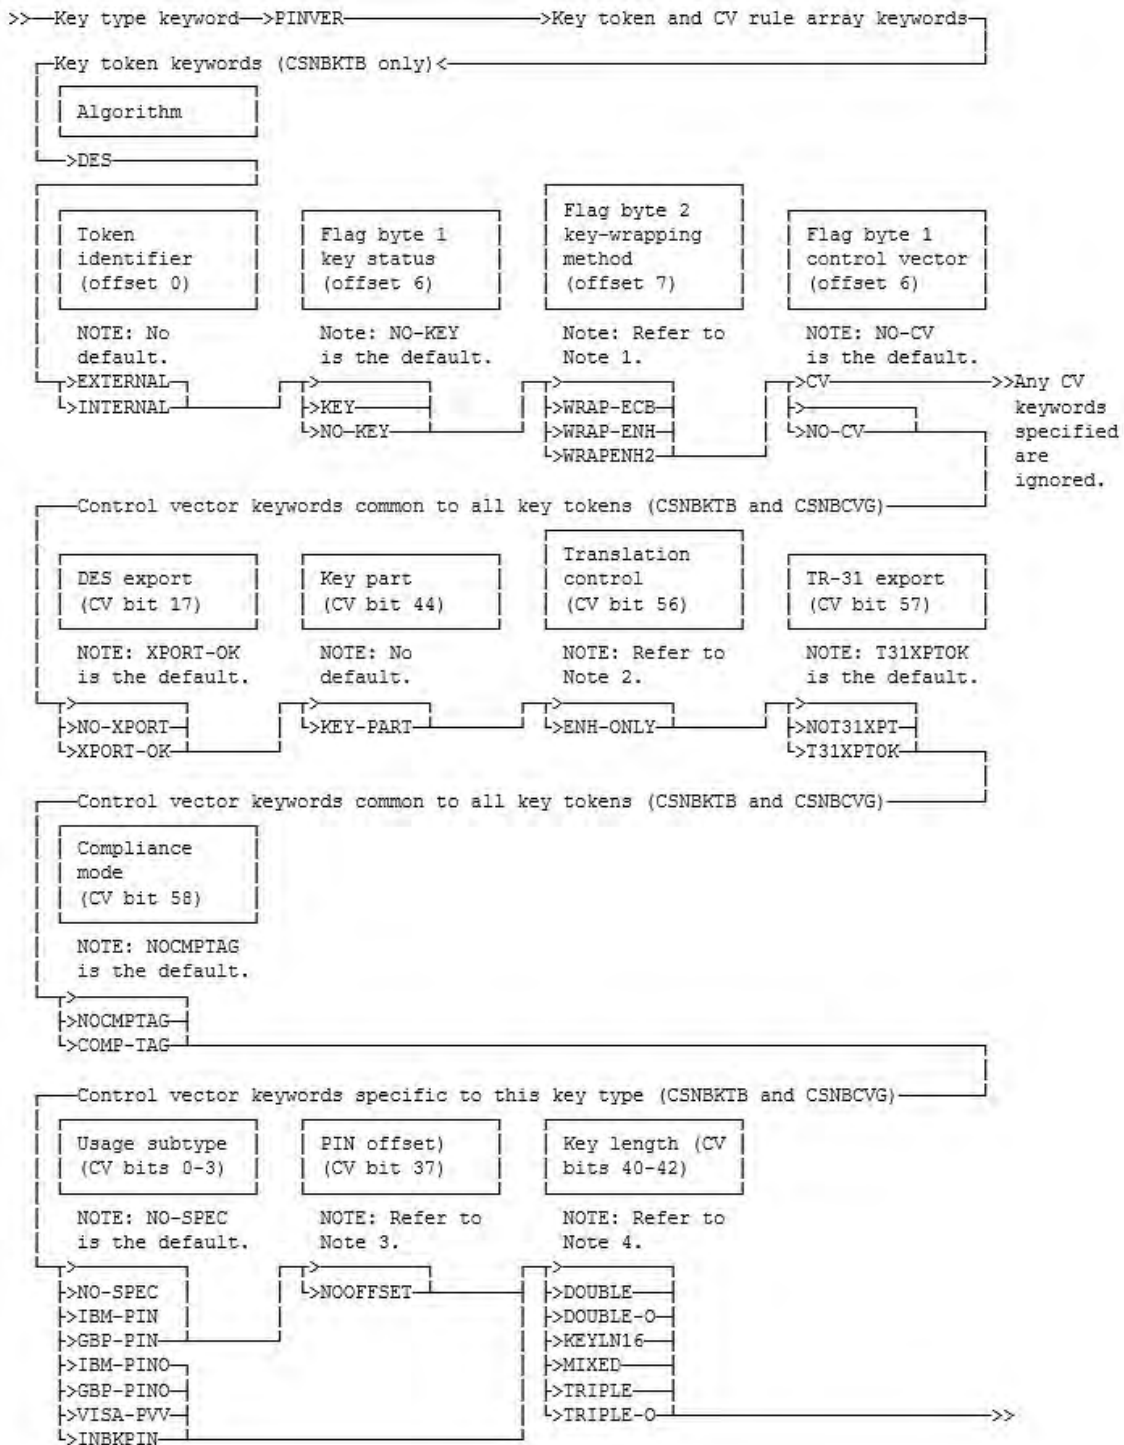 >>—Key type keyword—>PINVER—>Key token and CV rule array keywords
Key token keywords (CSNBKTB only)<
Algorithm
>DES
Flag byte 2
Token Flag byte 1 key-wrapping Flag byte 1
identifier key status method control vector
(offset 0) (offset 6) (offset 7) (offset 6)
NOTE: No Note: NO-KEY Note: Refer to NOTE: NO-CV
default. is the default. Note 1. is the default.
>EXTERNAL > > >CV >>Any CV
>INTERNAL >KEY >WRAP-ECB > keywords
>NO-KEY >WRAP-ENH >NO-CV specified
>WRAPENH2 are
ignored.
Control vector keywords common to all key tokens (CSNBKTB and CSNBCVG)
Translation
DES export Key part control TR-31 export
(CV bit 17) (CV bit 44) (CV bit 56) (CV bit 57)
NOTE: XPORT-OK NOTE: No NOTE: Refer to NOTE: T31XPTOK
is the default. default. Note 2. is the default.
> > > >
>NO-XPORT >KEY-PART >ENH-ONLY >NOT31XPT
>XPORT-OK >T31XPTOK
Control vector keywords common to all key tokens (CSNBKTB and CSNBCVG)
Compliance
mode
(CV bit 58)
NOTE: NOCMPTAG
is the default.
>
>NOCMPTAG
>COMP-TAG
Control vector keywords specific to this key type (CSNBKTB and CSNBCVG)
Usage subtype PIN offset) Key length (CV
(CV bits 0-3) (CV bit 37) bits 40-42)
NOTE: NO-SPEC NOTE: Refer to NOTE: Refer to
is the default. Note 3. Note 4.
> > >
>NO-SPEC >NOOFFSET >DOUBLE
>IBM-PIN >DOUBLE-O
>GBP-PIN >KEYLN16
>IBM-PINO >MIXED
>GBP-PINO >TRIPLE
>VISA-PVV >TRIPLE-O >>
>INBKPIN